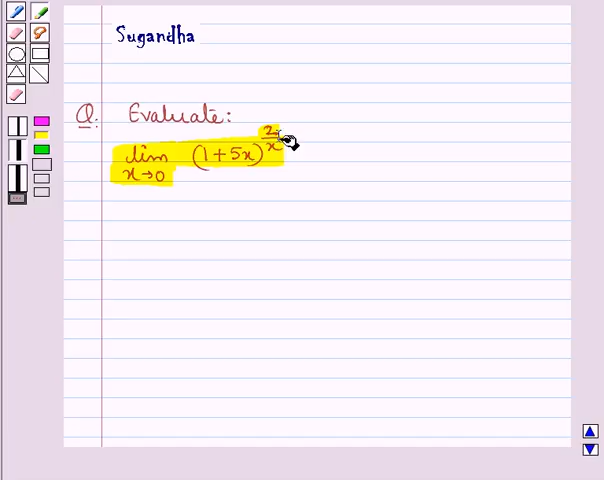 Sugandha
Q. Evaluate:
lim (1+5x)^(2/x)
x→0